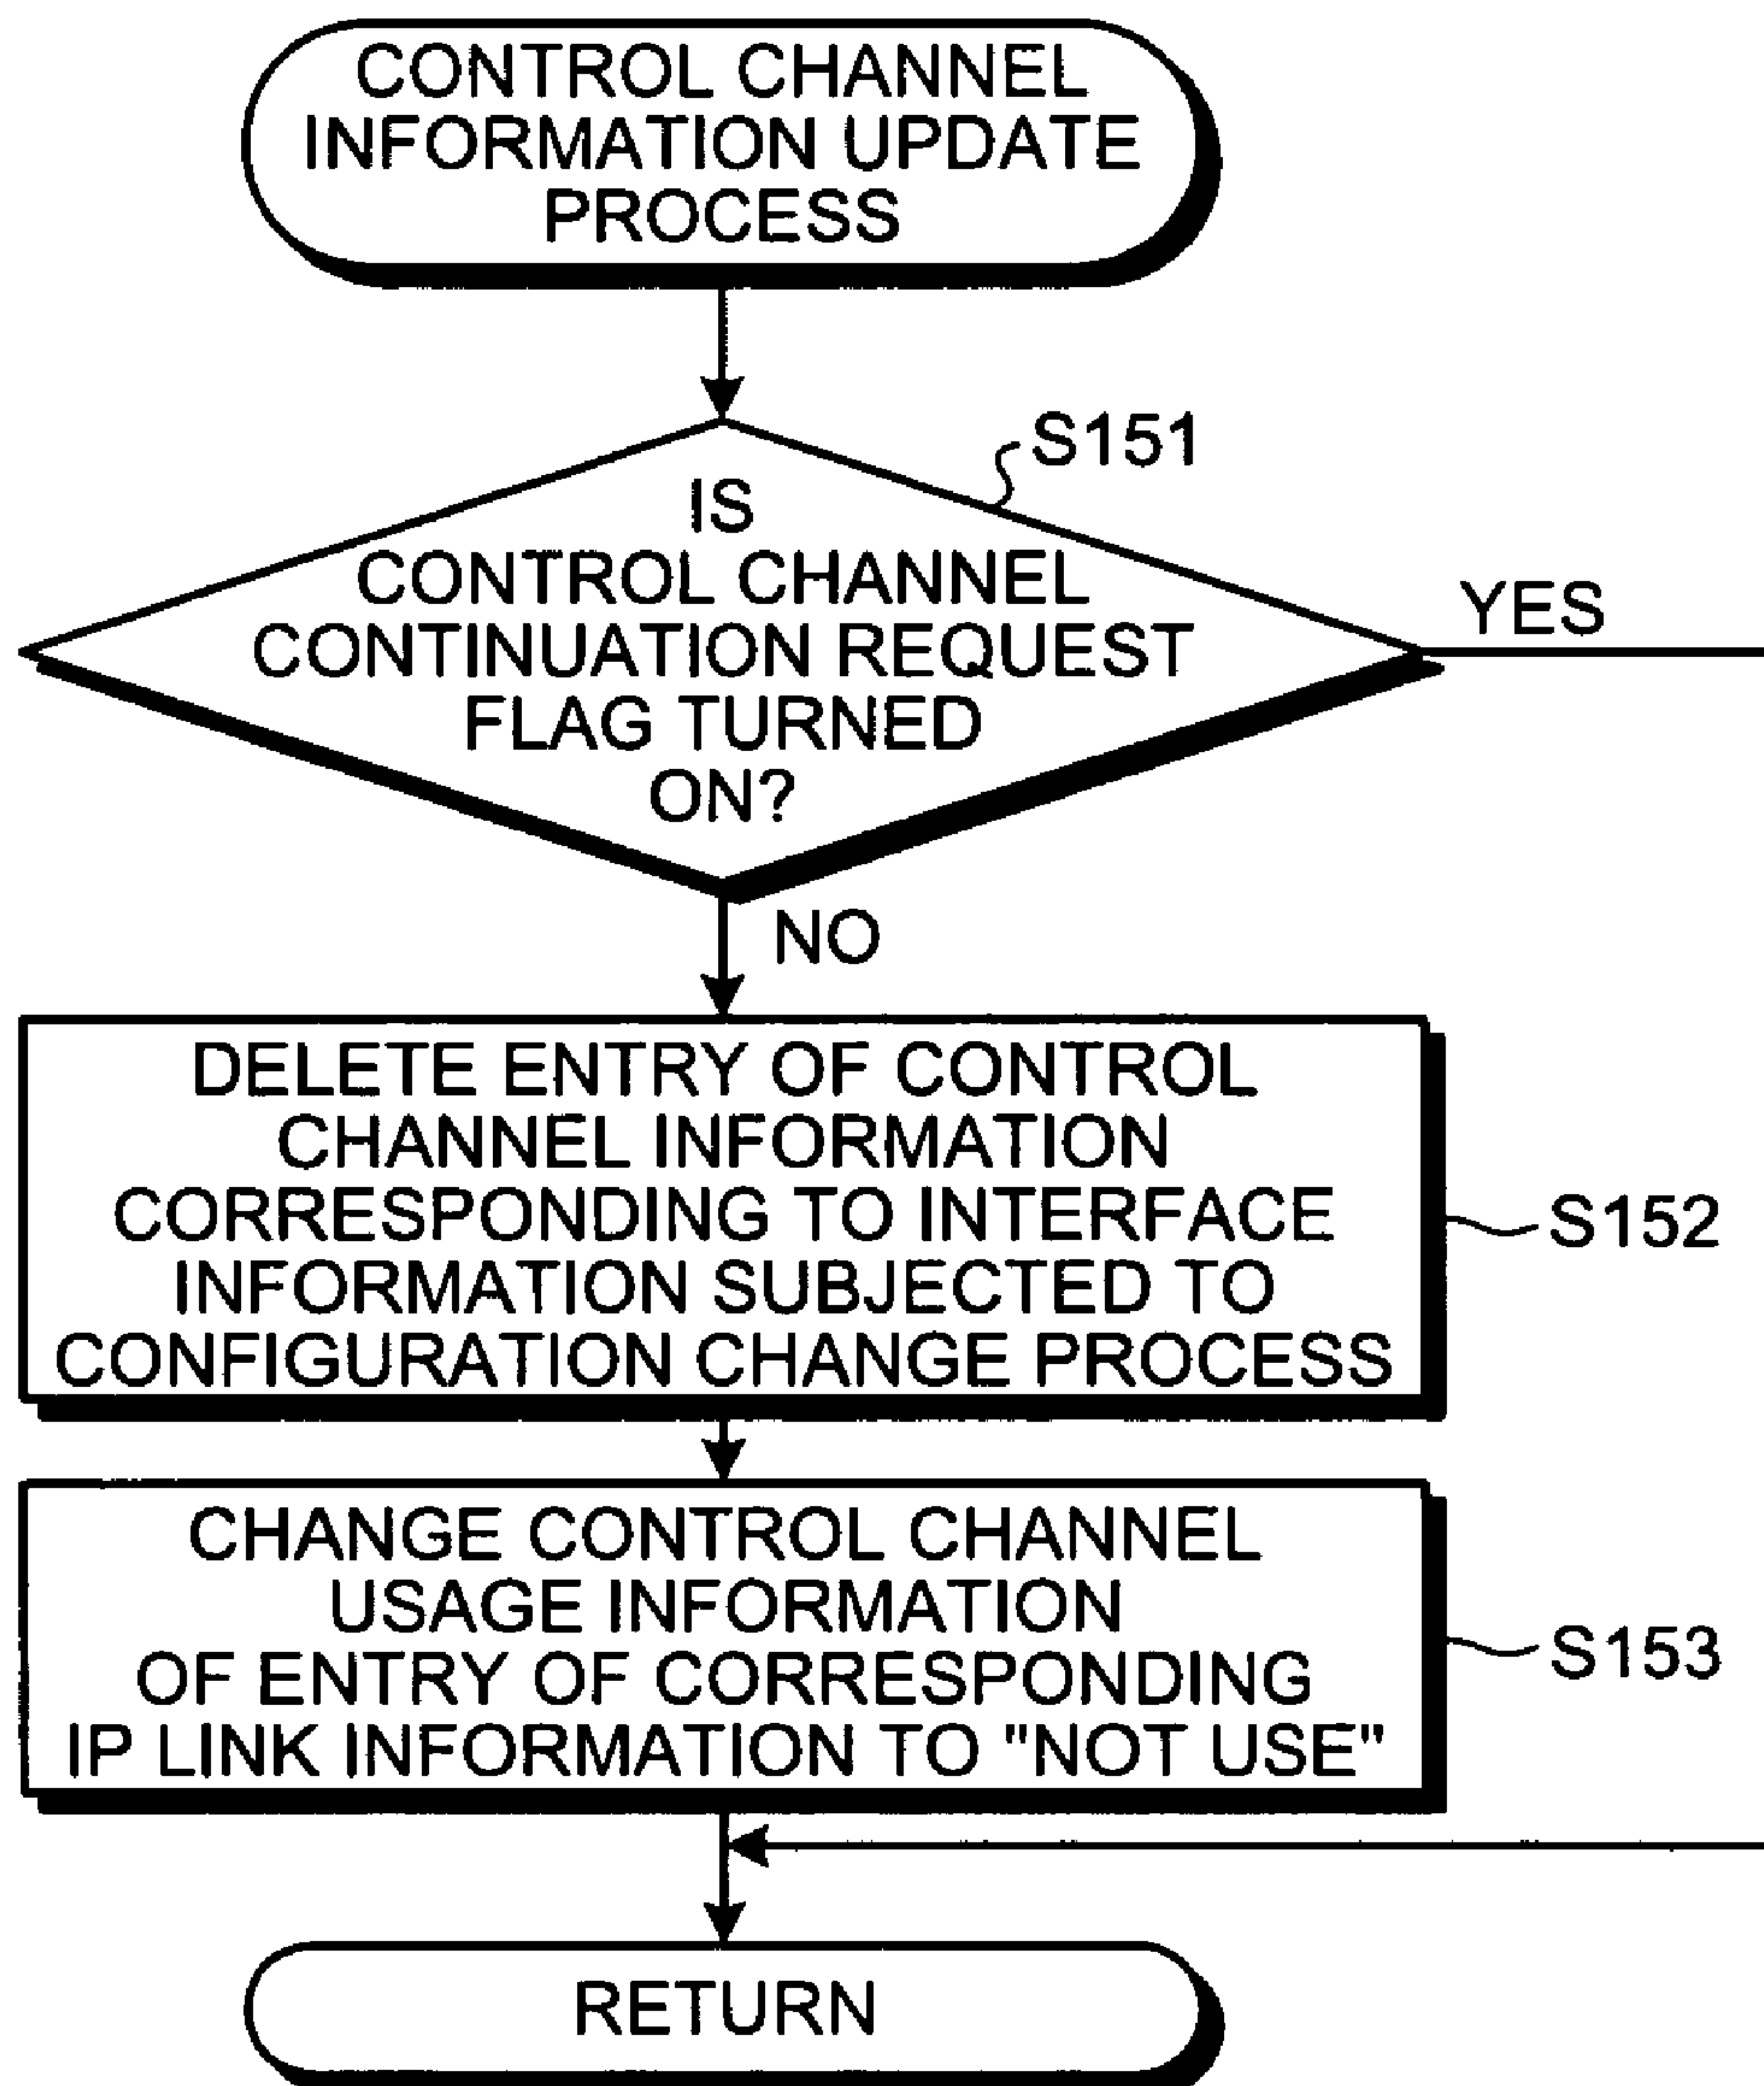 CONTROL CHANNEL
INFORMATION UPDATE
PROCESS
S151
IS
CONTROL CHANNEL
CONTINUATION REQUEST
FLAG TURNED
ON?
YES
NO
DELETE ENTRY OF CONTROL
CHANNEL INFORMATION
CORRESPONDING TO INTERFACE
INFORMATION SUBJECTED TO
CONFIGURATION CHANGE PROCESS
S152
CHANGE CONTROL CHANNEL
USAGE INFORMATION
OF ENTRY OF CORRESPONDING
IP LINK INFORMATION TO "NOT USE"
S153
RETURN